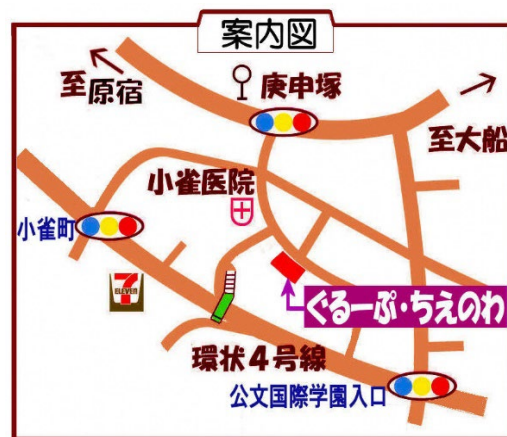 案内図
至原宿
庚申塚
至大船
小雀医院
小雀町
7
ELEVEN
ぐるーぷ・ちえのわ
環状4号線
公文国際学園入口